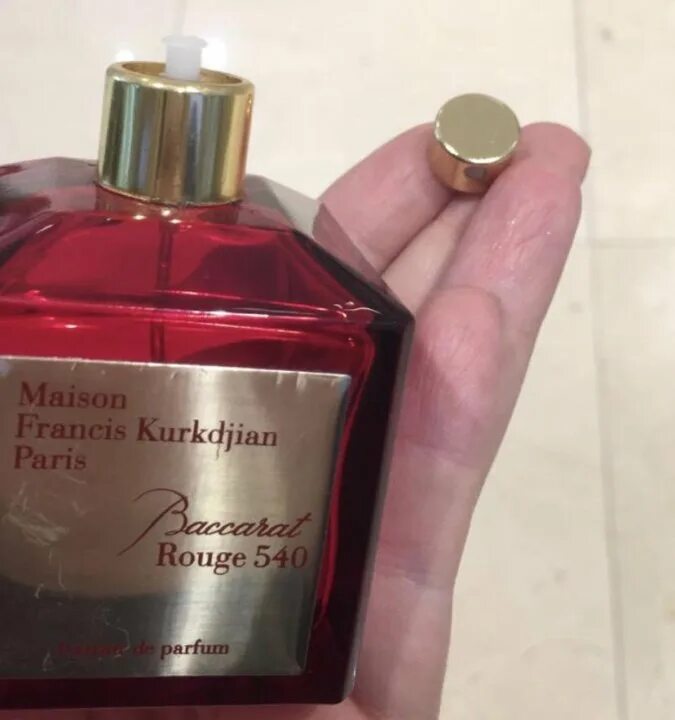 Maison
Francis Kurkdjian
Paris
Baccarat
Rouge 540
de parfum